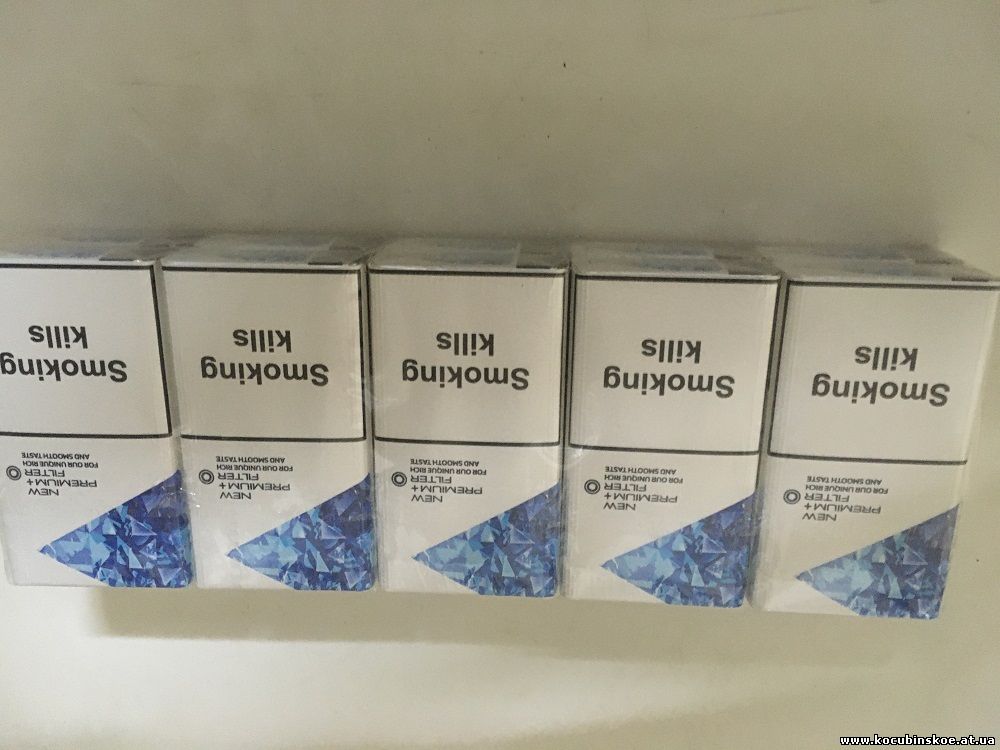 Smoking
kills
NEW
PREMIUM+
FILTER
FOR OUR UNIQUE RICH
AND SMOOTH TASTE
Smoking
kills
NEW
PREMIUM+
FILTER
FOR OUR UNIQUE RICH
AND SMOOTH TASTE
Smoking
kills
NEW
PREMIUM+
FILTER
FOR OUR UNIQUE RICH
AND SMOOTH TASTE
Smoking
kills
NEW
PREMIUM+
FILTER
FOR OUR UNIQUE RICH
AND SMOOTH TASTE
Smoking
kills
NEW
PREMIUM+
FILTER
FOR OUR UNIQUE RICH
AND SMOOTH TASTE
www.kocubinskoe.at.ua